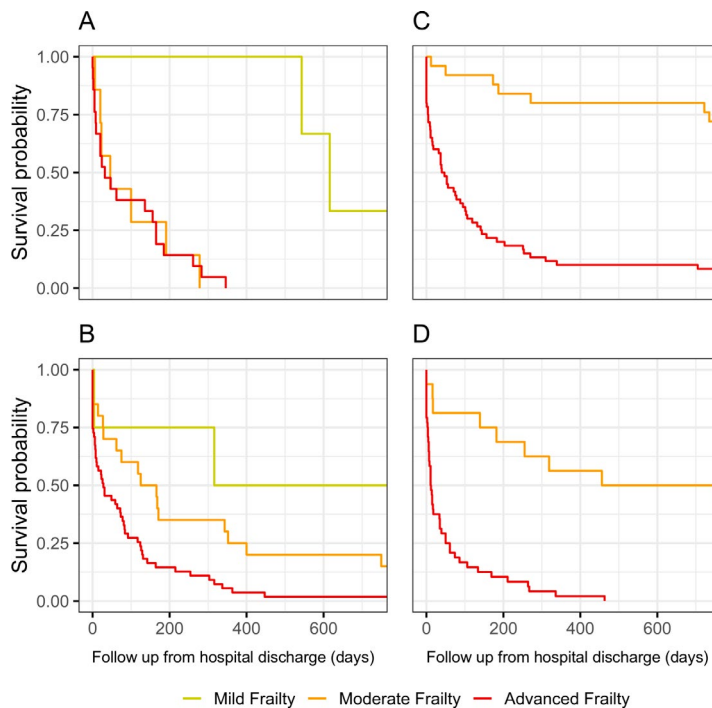 A
C
Survival probability
1.00
0.75
0.50
0.25
0.00
B
D
Survival probability
1.00
0.75
0.50
0.25
0.00
0 200 400 600
0 200 400 600
Follow up from hospital discharge (days)
Follow up from hospital discharge (days)
Mild Frailty Moderate Frailty Advanced Frailty